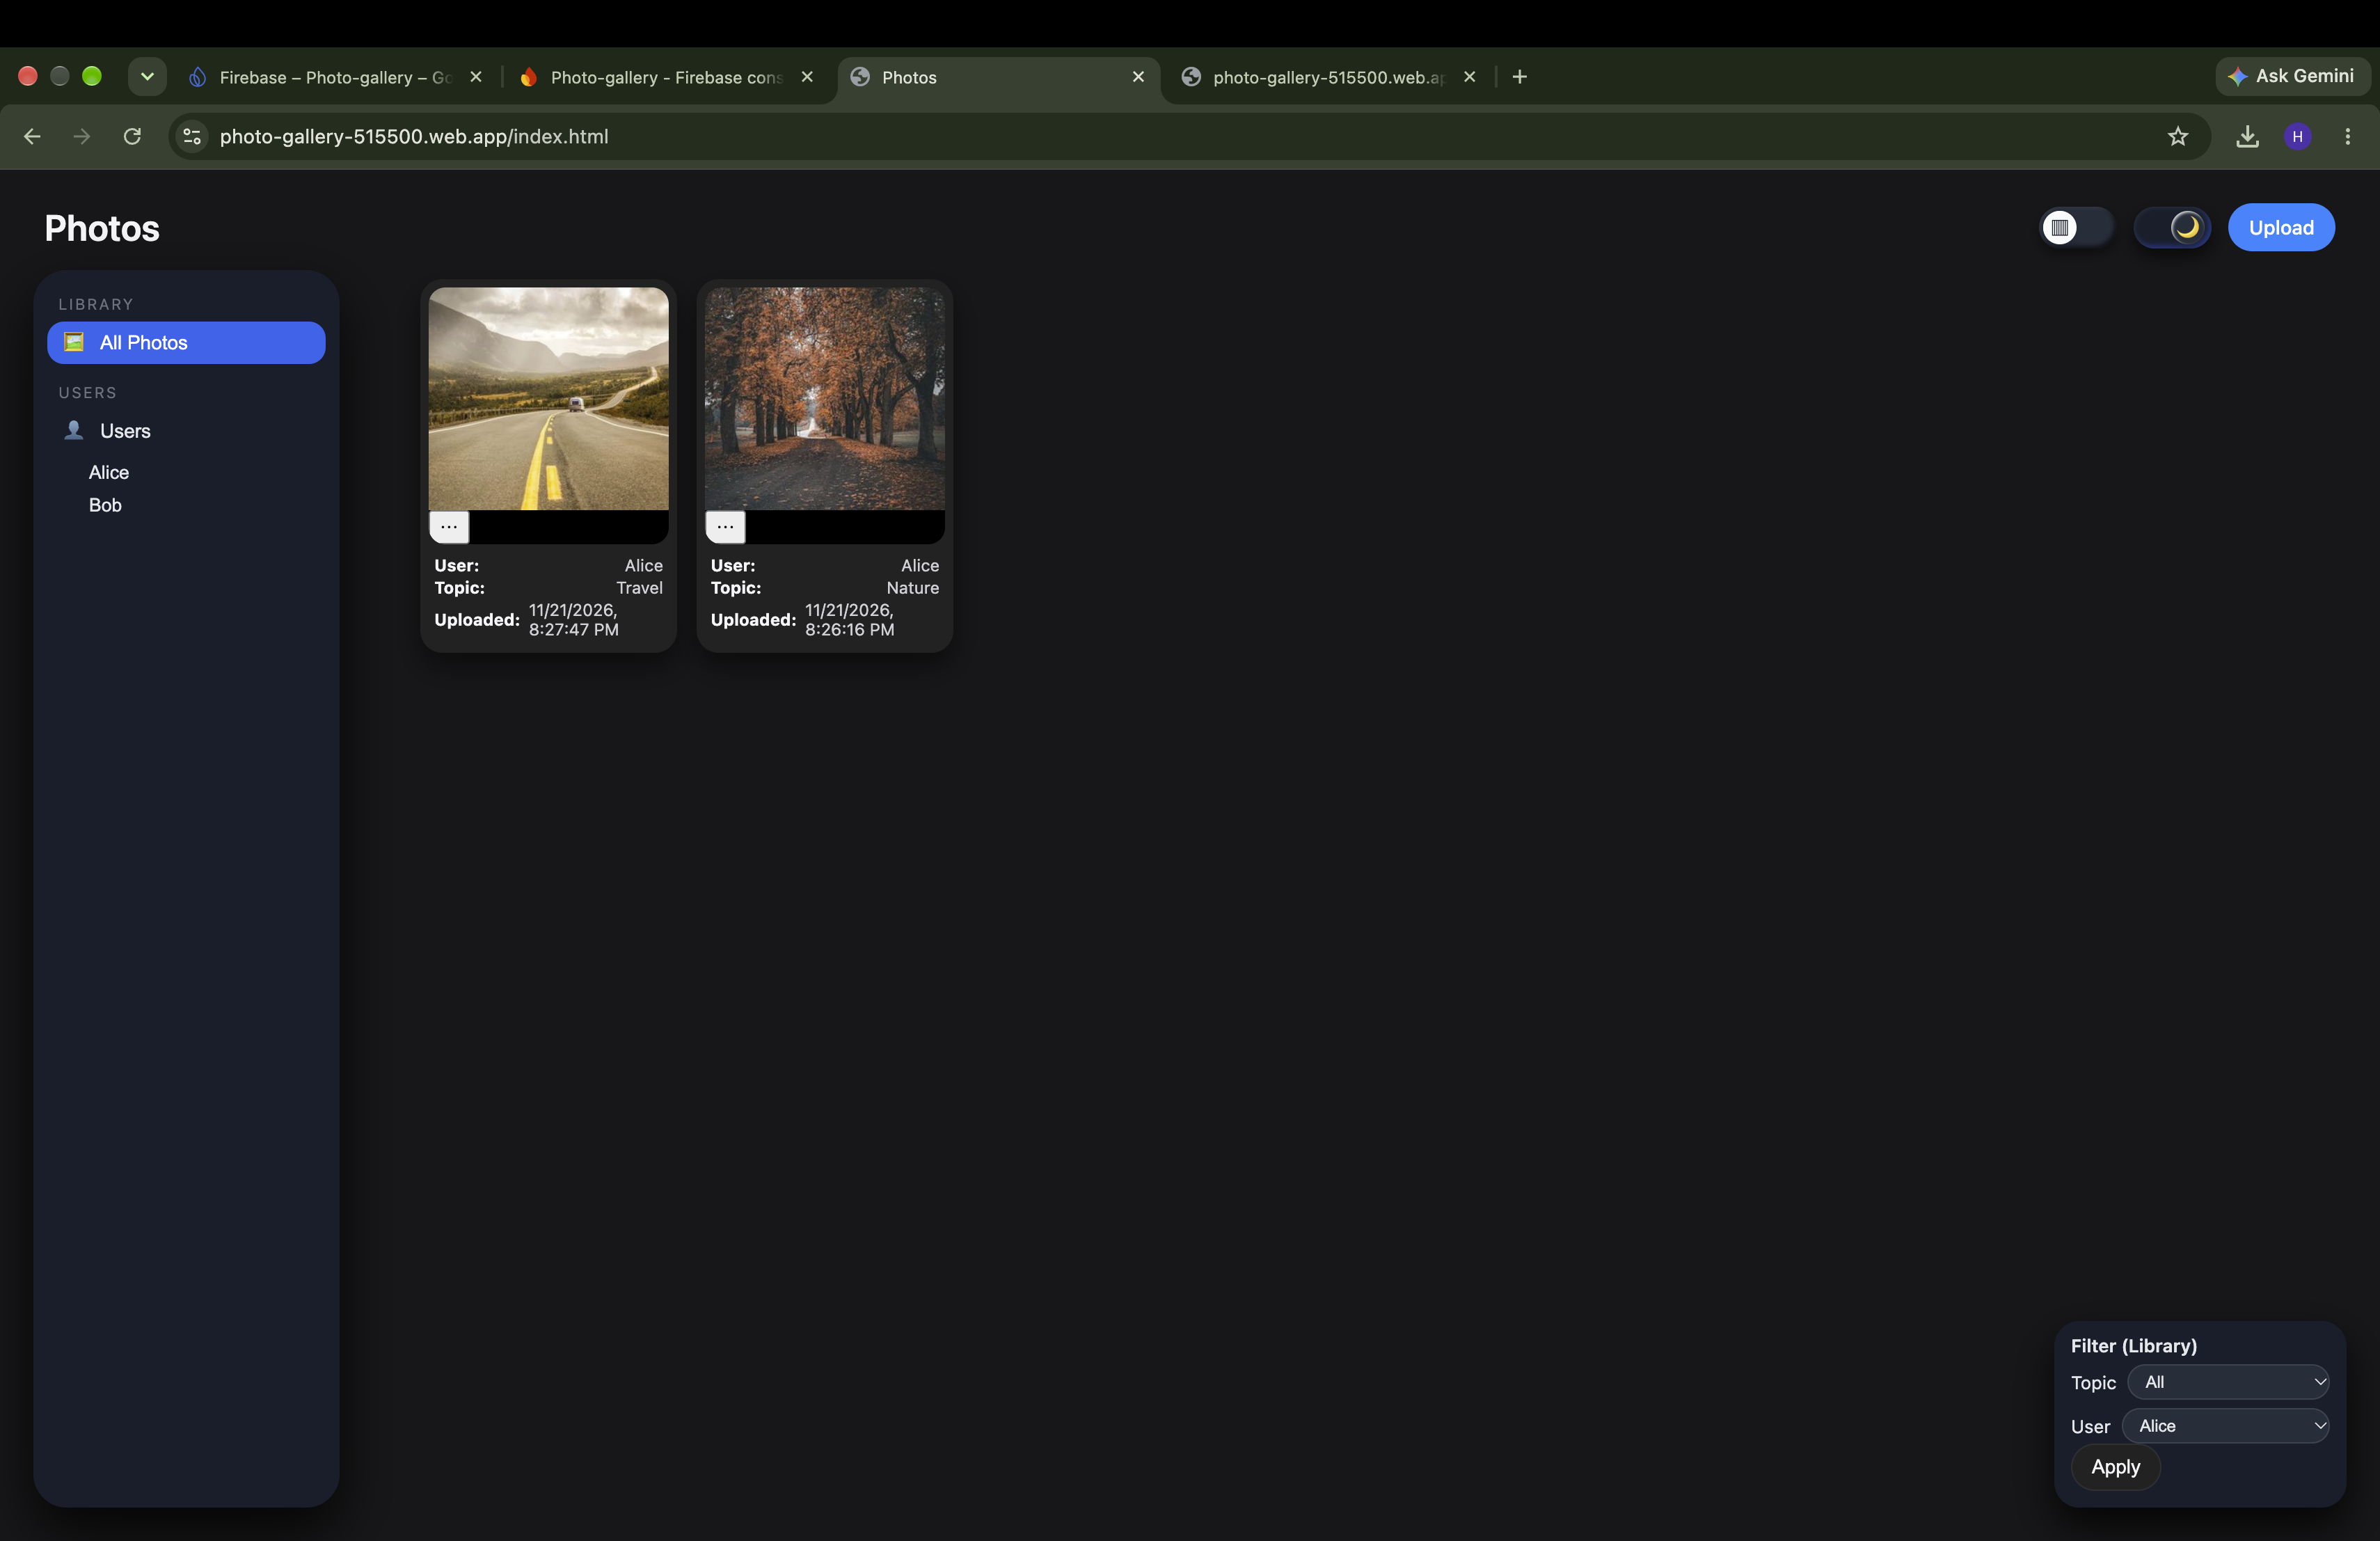 Firebase – Photo-gallery – Go
Photo-gallery - Firebase cons
Photos
photo-gallery-515500.web.ap
Ask Gemini
photo-gallery-515500.web.app/index.html
H
Photos
Upload
LIBRARY
All Photos
USERS
Users
Alice
Bob
...
User: Alice
Topic: Travel
Uploaded: 11/21/2026,
8:27:47 PM
...
User: Alice
Topic: Nature
Uploaded: 11/21/2026,
8:26:16 PM
Filter (Library)
Topic All
User Alice
Apply